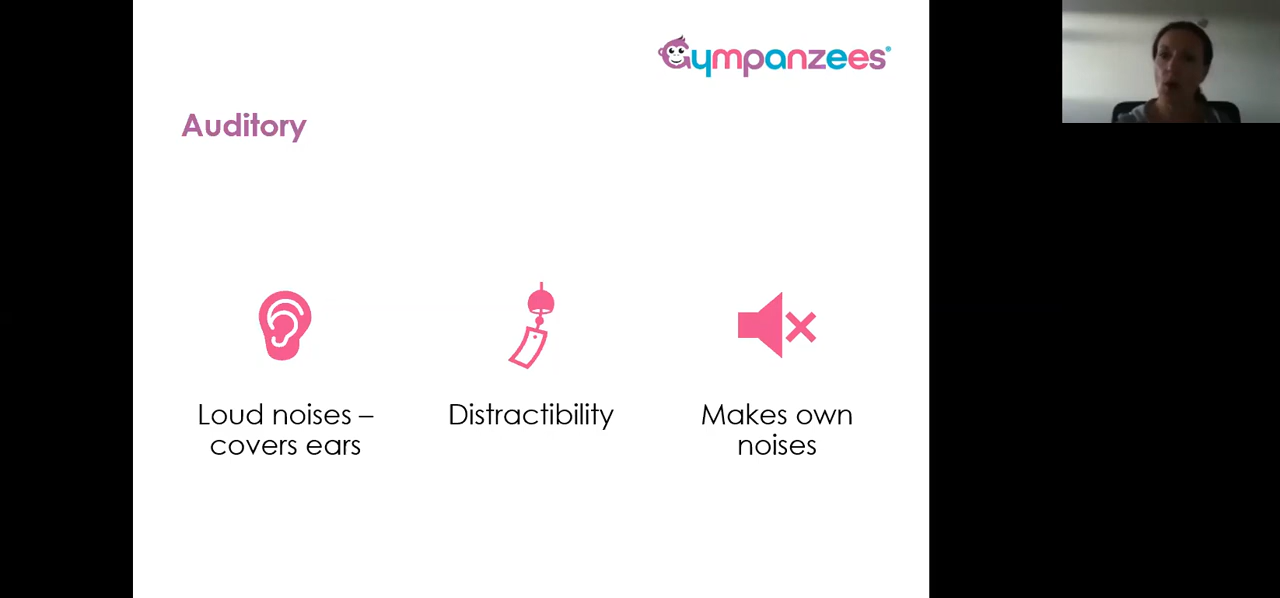 Gympanzees®
Auditory
Loud noises –
covers ears
Distractibility
Makes own
noises